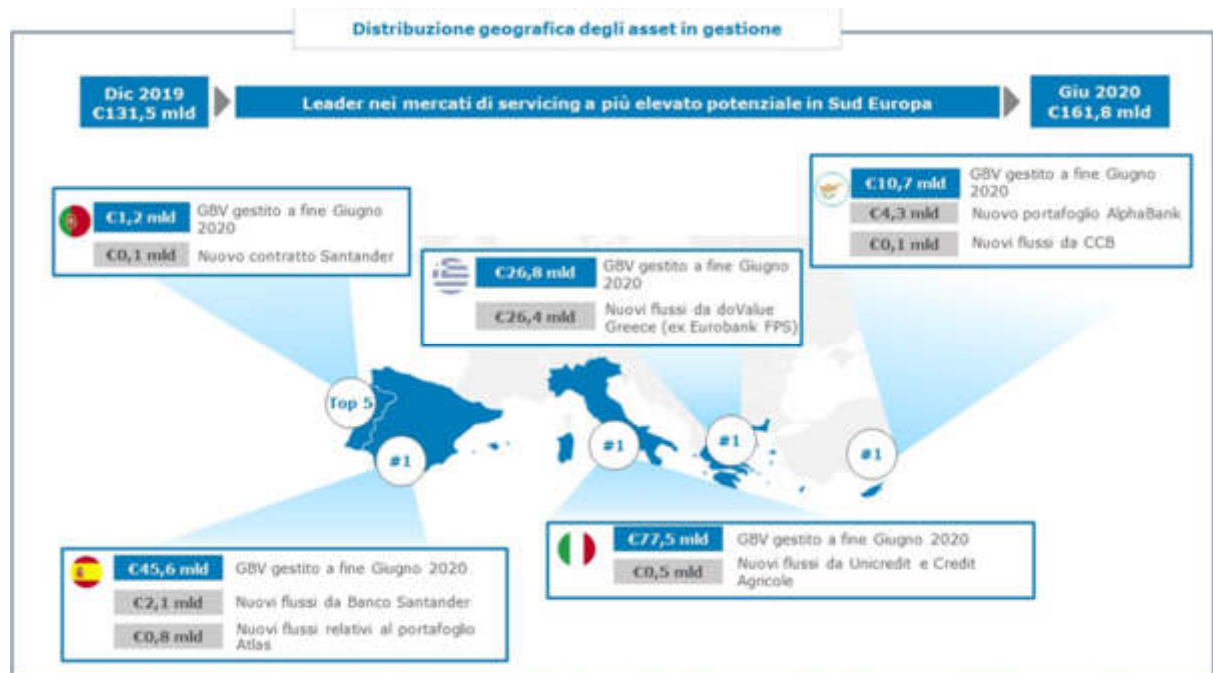 Distribuzione geografica degli asset in gestione
Dic 2019
€131,5 mld
Leader nei mercati di servicing a più elevato potenziale in Sud Europa
Giu 2020
€161,8 mld
€1,2 mld
GBV gestito a fine Giugno
2020
€0,1 mld
Nuovo contratto Santander
€26,8 mld
GBV gestito a fine Giugno
2020
€26,4 mld
Nuovi flussi da doValue
Greece (ex Eurobank FPS)
€10,7 mld
GBV gestito a fine Giugno
2020
€4,3 mld
Nuovo portafoglio AlphaBank
€0,1 mld
Nuovi flussi da CCB
Top 5
#1
#1
#1
#1
€45,6 mld
GBV gestito a fine Giugno 2020
€2,1 mld
Nuovi flussi da Banco Santander
€0,8 mld
Nuovi flussi relativi al portafoglio
Atlas
€77,5 mld
GBV gestito a fine Giugno 2020
€0,5 mld
Nuovi flussi da Unicredit e Credit
Agricole